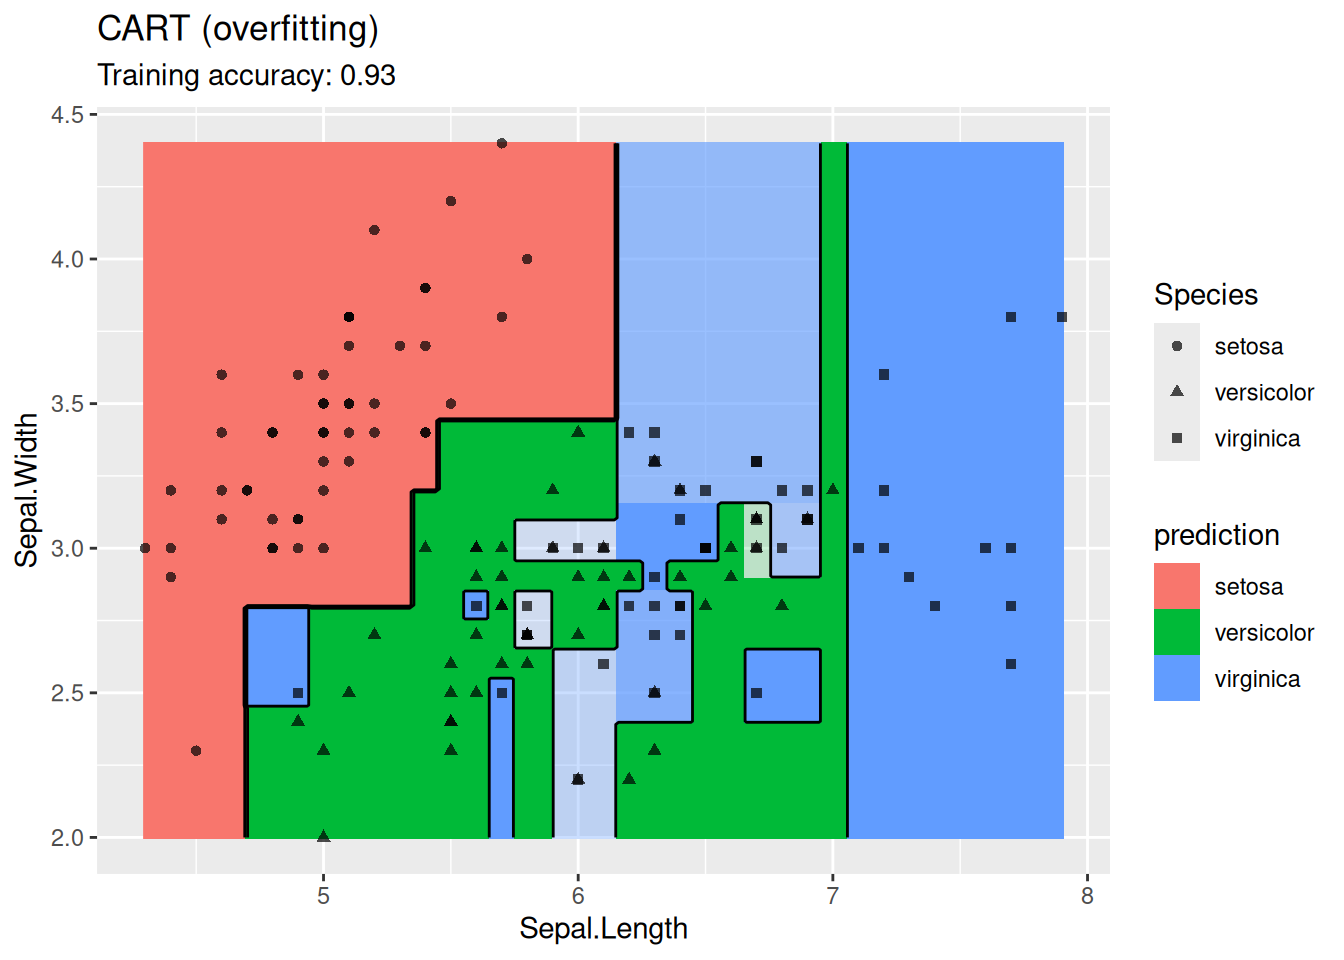 CART (overfitting)
Training accuracy: 0.93
4.5
4.0
3.5
3.0
2.5
2.0
Sepal.Width
5
6
7
8
Sepal.Length
Species
setosa
versicolor
virginica
prediction
setosa
versicolor
virginica